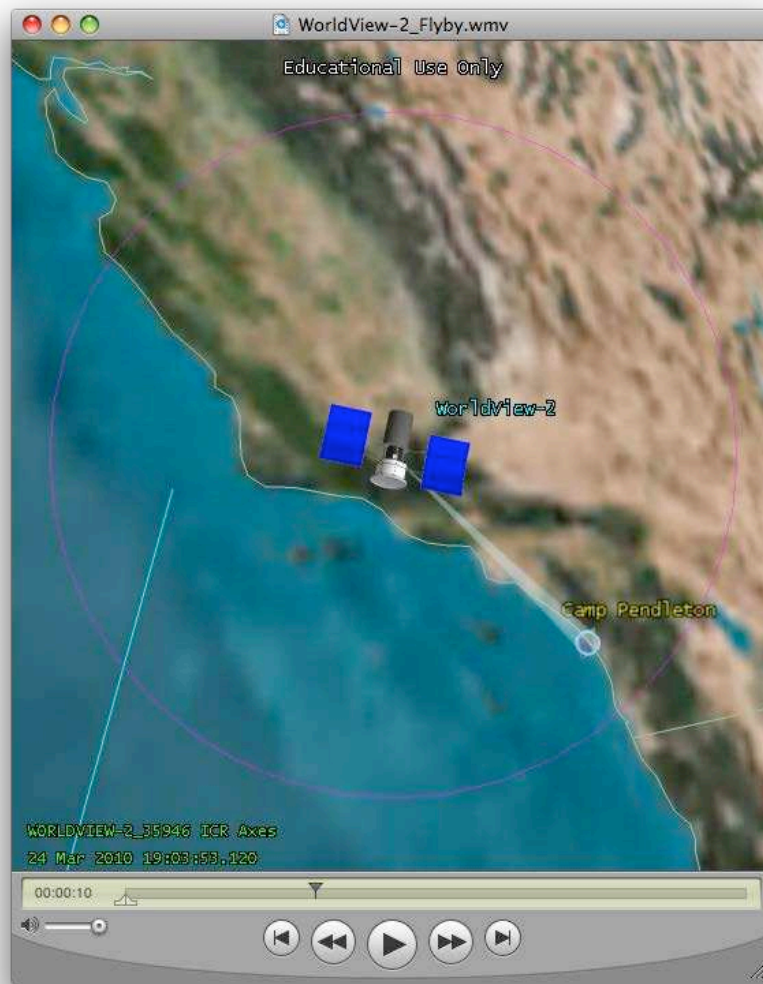 WorldView-2_Flyby.wmv
Educational Use Only
WorldView-2
Camp Pendleton
WORLDVIEW-2_35946 ICR Axes
24 Mar 2010 19:03:53.120
00:00:10